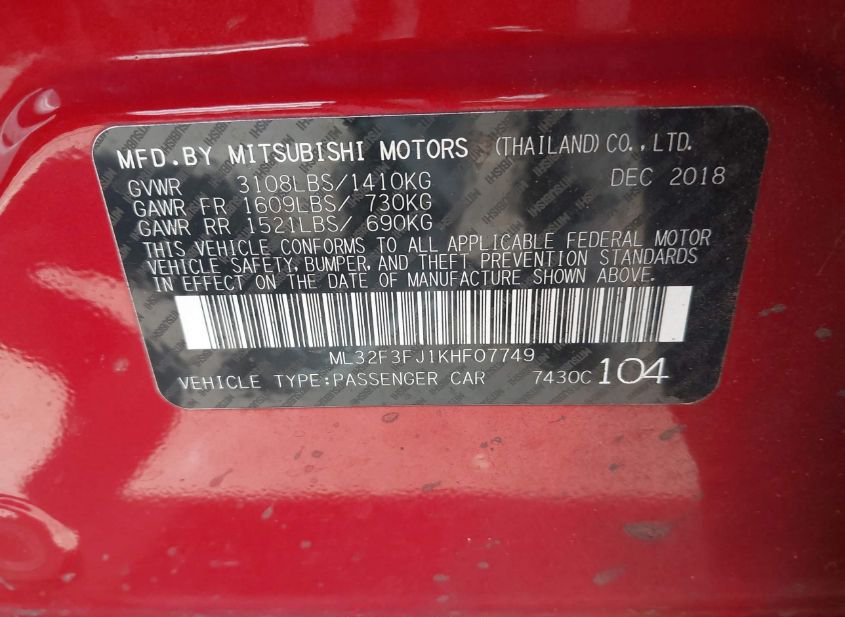 MFD.BY MITSUBISHI MOTORS (THAILAND) CO.,LTD.
GVWR 3108LBS/1410KG DEC 2018
GAWR FR 1609LBS/ 730KG
GAWR RR 1521LBS/ 690KG
THIS VEHICLE CONFORMS TO ALL APPLICABLE FEDERAL MOTOR
VEHICLE SAFETY, BUMPER, AND THEFT PREVENTION STANDARDS
IN EFFECT ON THE DATE OF MANUFACTURE SHOWN ABOVE.
ML32F3FJ1KHF07749
VEHICLE TYPE:PASSENGER CAR 7430C 104